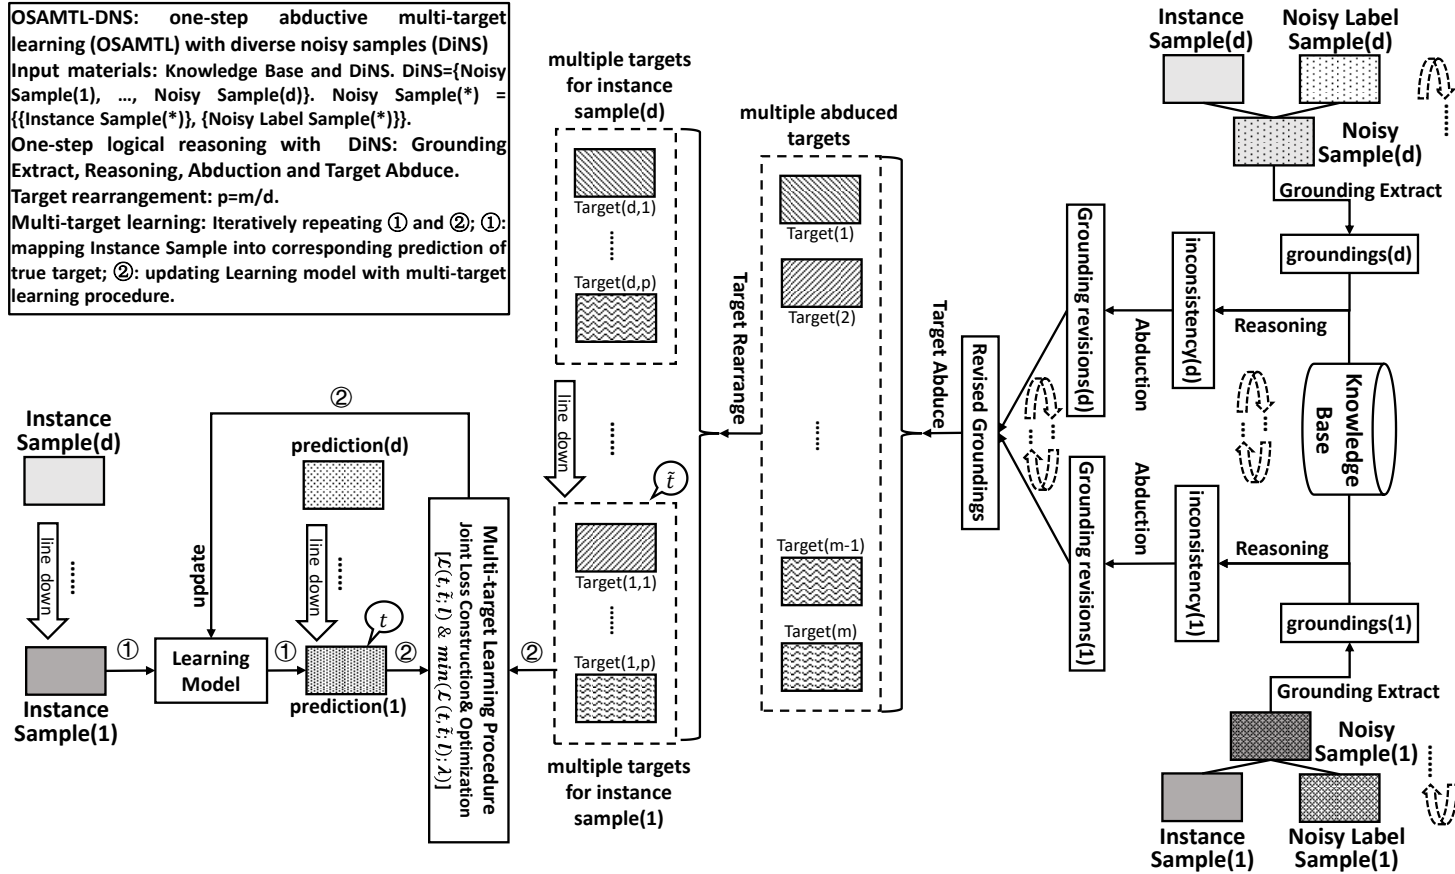 OSAMTL-DNS: one-step abductive multi-target
learning (OSAMTL) with diverse noisy samples (DiNS)
Input materials: Knowledge Base and DiNS. DiNS={Noisy
Sample(1), …, Noisy Sample(d)}. Noisy Sample(*) =
{{Instance Sample(*)}, {Noisy Label Sample(*)}}.
One-step logical reasoning with DiNS: Grounding
Extract, Reasoning, Abduction and Target Abduce.
Target rearrangement: p=m/d.
Multi-target learning: Iteratively repeating ① and ②; ①:
mapping Instance Sample into corresponding prediction of
true target; ②: updating Learning model with multi-target
learning procedure.
multiple targets
for instance
sample(d)
Target(d,1)
......
Target(d,p)
line down
......
t̃
Target(1,1)
......
Target(1,p)
multiple targets
for instance
sample(1)
Target Rearrange
multiple abduced
targets
Target(1)
Target(2)
......
Target(m-1)
Target(m)
Target Abduce
Revised Groundings
Grounding
revisions(d)
Abduction
inconsistency(d)
Reasoning
groundings(d)
Grounding Extract
Instance
Sample(d)
Noisy Label
Sample(d)
Noisy
Sample(d)
......
......
......
Knowledge
Base
Grounding
revisions(1)
Abduction
inconsistency(1)
Reasoning
groundings(1)
Grounding Extract
Noisy
Sample(1)
Instance
Sample(1)
Noisy Label
Sample(1)
......
Instance
Sample(d)
line down
......
Instance
Sample(1)
①
update
②
Learning
Model
①
prediction(d)
line down
......
t
prediction(1)
②
Multi-target Learning Procedure
Joint Loss Construction& Optimization
[ℒ(t, t̃; l) & min(ℒ(t, t̃; l); λ)]
②